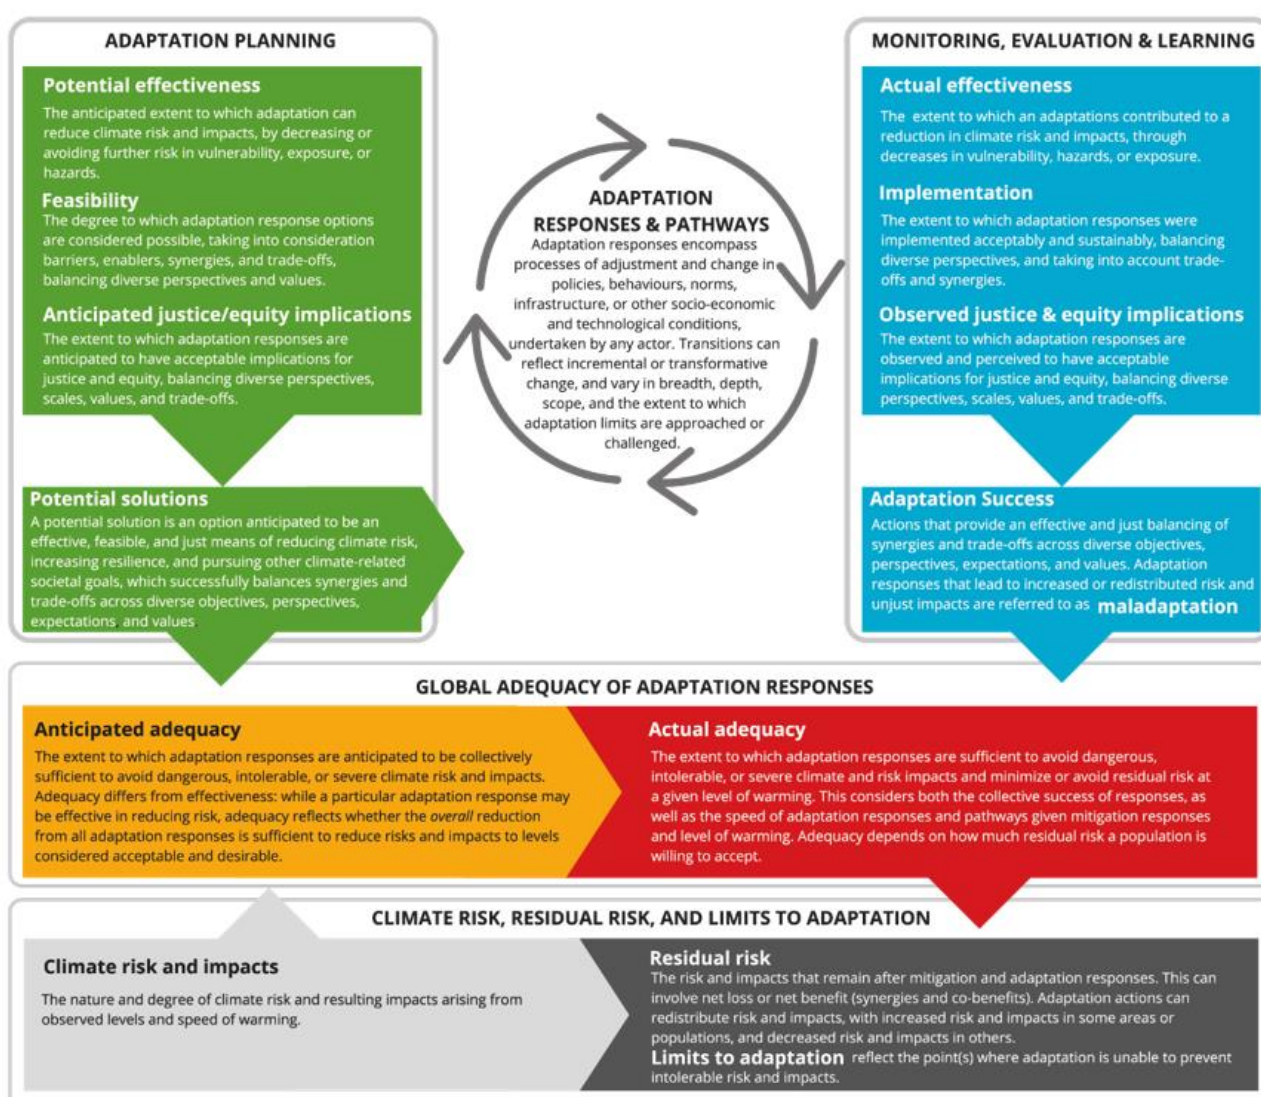 ADAPTATION PLANNING
Potential effectiveness
The anticipated extent to which adaptation can
reduce climate risk and impacts, by decreasing or
avoiding further risk in vulnerability, exposure, or
hazards.
Feasibility
The degree to which adaptation response options
are considered possible, taking into consideration
barriers, enablers, synergies, and trade-offs,
balancing diverse perspectives and values.
Anticipated justice/equity implications
The extent to which adaptation responses are
anticipated to have acceptable implications for
justice and equity, balancing diverse perspectives,
scales, values, and trade-offs.
Potential solutions
A potential solution is an option anticipated to be an
effective, feasible, and just means of reducing climate risk,
increasing resilience, and pursuing other climate-related
societal goals, which successfully balances synergies and
trade-offs across diverse objectives, perspectives,
expectations, and values.
ADAPTATION
RESPONSES & PATHWAYS
Adaptation responses encompass
processes of adjustment and change in
policies, behaviours, norms,
infrastructure, or other socio-economic
and technological conditions,
undertaken by any actor. Transitions can
reflect incremental or transformative
change, and vary in breadth, depth,
scope, and the extent to which
adaptation limits are approached or
challenged.
MONITORING, EVALUATION & LEARNING
Actual effectiveness
The extent to which an adaptations contributed to a
reduction in climate risk and impacts, through
decreases in vulnerability, hazards, or exposure.
Implementation
The extent to which adaptation responses were
implemented acceptably and sustainably, balancing
diverse perspectives, and taking into account trade-
offs and synergies.
Observed justice & equity implications
The extent to which adaptation responses are
observed and perceived to have acceptable
implications for justice and equity, balancing diverse
perspectives, scales, values, and trade-offs.
Adaptation Success
Actions that provide an effective and just balancing of
synergies and trade-offs across diverse objectives,
perspectives, expectations, and values. Adaptation
responses that lead to increased or redistributed risk and
unjust impacts are referred to as maladaptation
GLOBAL ADEQUACY OF ADAPTATION RESPONSES
Anticipated adequacy
The extent to which adaptation responses are anticipated to be collectively
sufficient to avoid dangerous, intolerable, or severe climate risk and impacts.
Adequacy differs from effectiveness: while a particular adaptation response may
be effective in reducing risk, adequacy reflects whether the overall reduction
from all adaptation responses is sufficient to reduce risks and impacts to levels
considered acceptable and desirable.
Actual adequacy
The extent to which adaptation responses are sufficient to avoid dangerous,
intolerable, or severe climate and risk impacts and minimize or avoid residual risk at
a given level of warming. This considers both the collective success of responses, as
well as the speed of adaptation responses and pathways given mitigation responses
and level of warming. Adequacy depends on how much residual risk a population is
willing to accept.
CLIMATE RISK, RESIDUAL RISK, AND LIMITS TO ADAPTATION
Climate risk and impacts
The nature and degree of climate risk and resulting impacts arising from
observed levels and speed of warming.
Residual risk
The risk and impacts that remain after mitigation and adaptation responses. This can
involve net loss or net benefit (synergies and co-benefits). Adaptation actions can
redistribute risk and impacts, with increased risk and impacts in some areas or
populations, and decreased risk and impacts in others.
Limits to adaptation reflect the point(s) where adaptation is unable to prevent
intolerable risk and impacts.